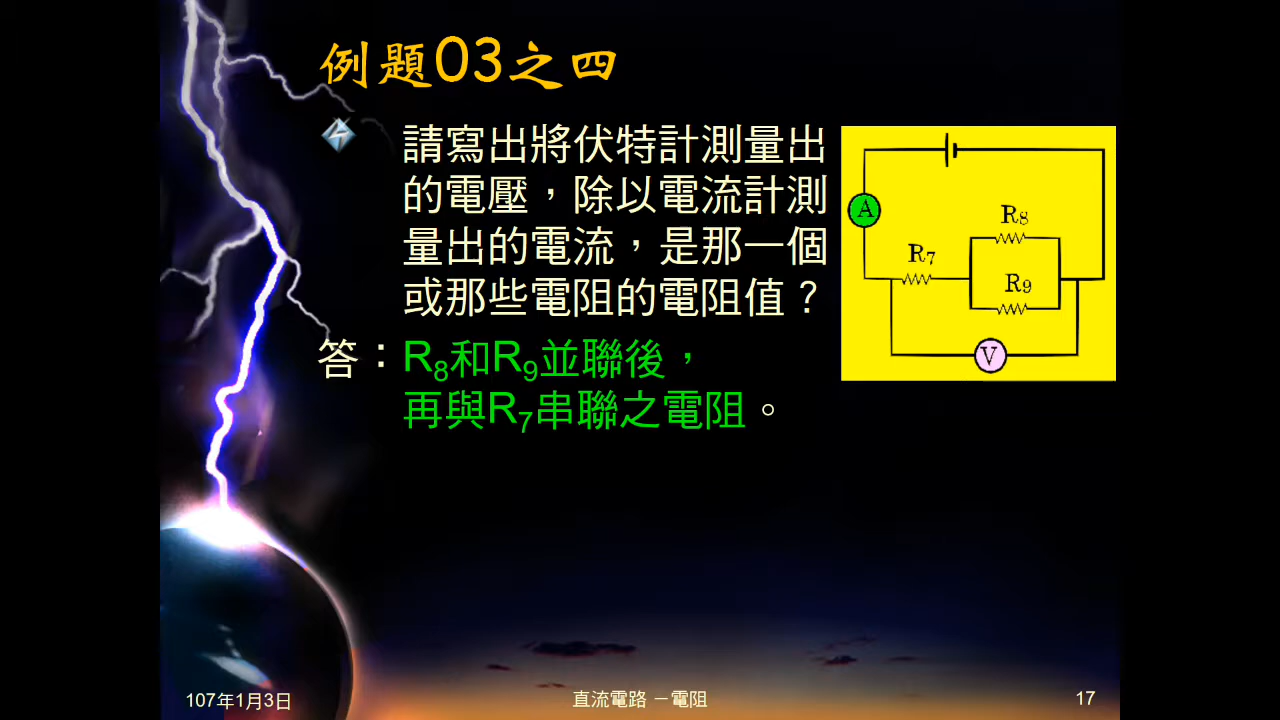 例題03之四
請寫出將伏特計測量出
的電壓，除以電流計測
量出的電流，是那一個
或那些電阻的電阻值？
答：R₈和R₉並聯後，
再與R₇串聯之電阻。
A
R₈
R₇
R₉
V
107年1月3日
直流電路 －電阻
17